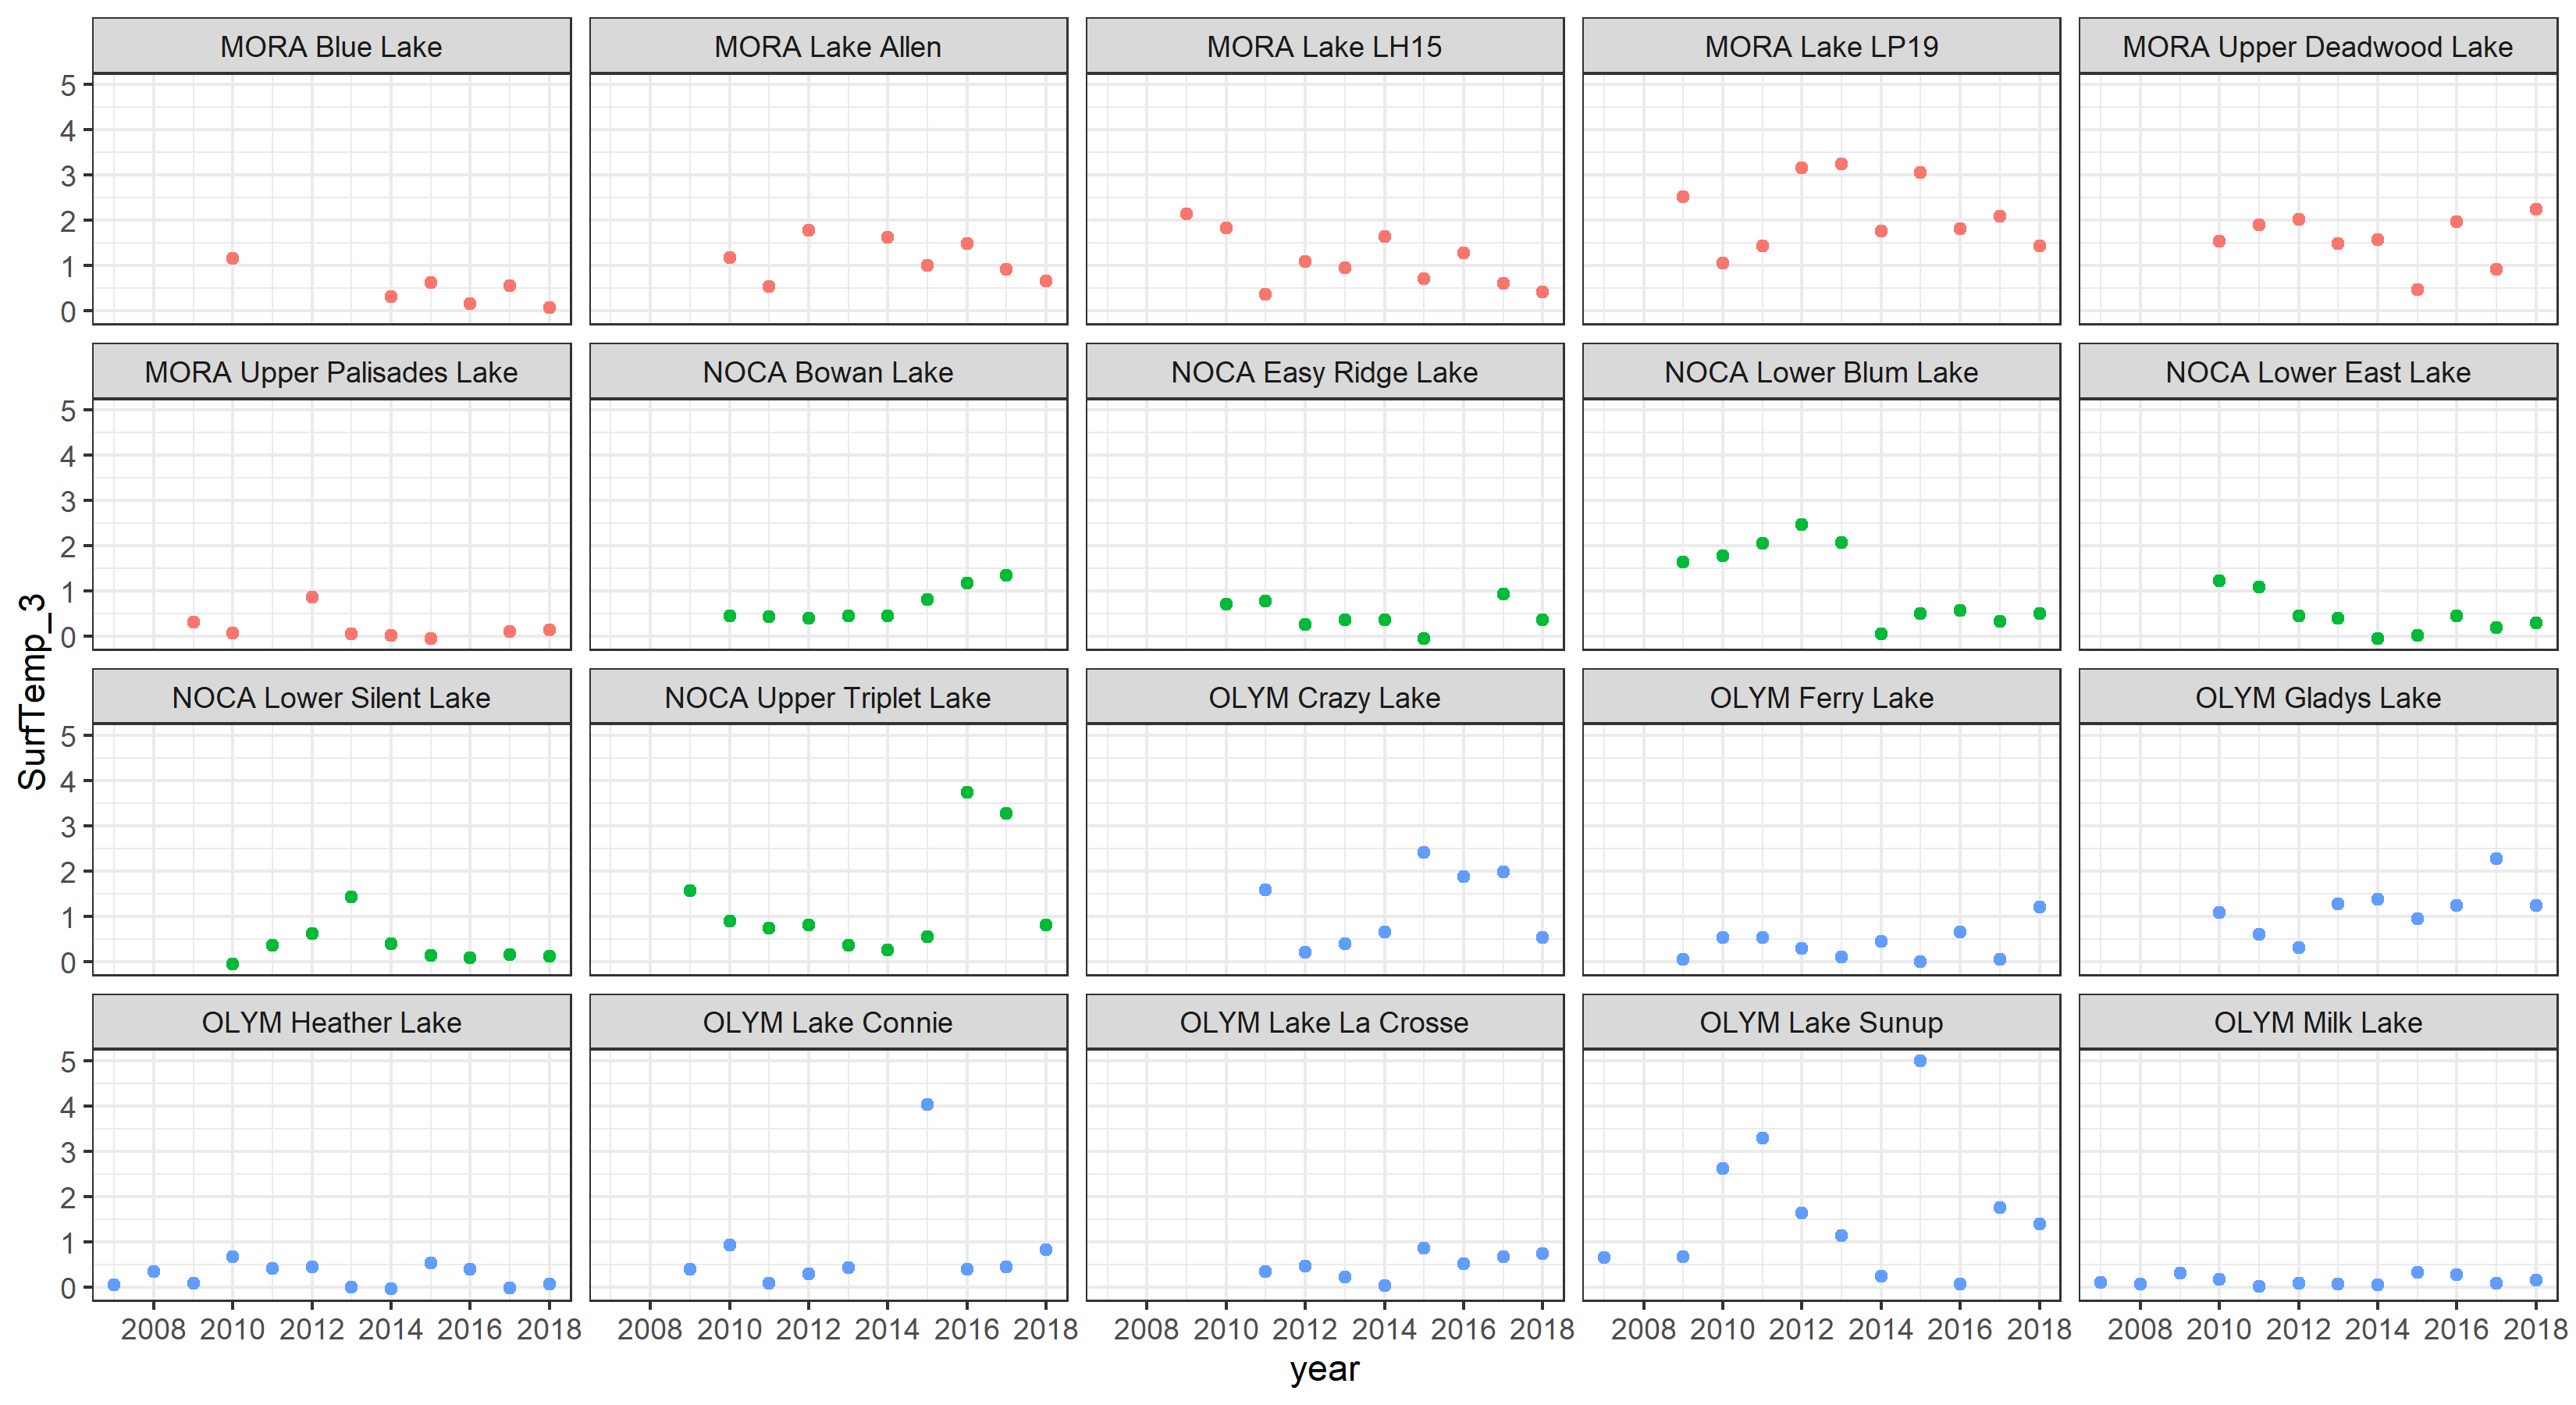 MORA Blue Lake
MORA Lake Allen
MORA Lake LH15
MORA Lake LP19
MORA Upper Deadwood Lake
5
4
3
2
1
0
MORA Upper Palisades Lake
NOCA Bowan Lake
NOCA Easy Ridge Lake
NOCA Lower Blum Lake
NOCA Lower East Lake
5
4
3
2
1
0
NOCA Lower Silent Lake
NOCA Upper Triplet Lake
OLYM Crazy Lake
OLYM Ferry Lake
OLYM Gladys Lake
5
4
3
2
1
0
OLYM Heather Lake
OLYM Lake Connie
OLYM Lake La Crosse
OLYM Lake Sunup
OLYM Milk Lake
5
4
3
2
1
0
2008 2010 2012 2014 2016 2018
2008 2010 2012 2014 2016 2018
2008 2010 2012 2014 2016 2018
2008 2010 2012 2014 2016 2018
2008 2010 2012 2014 2016 2018
year
SurfTemp_3